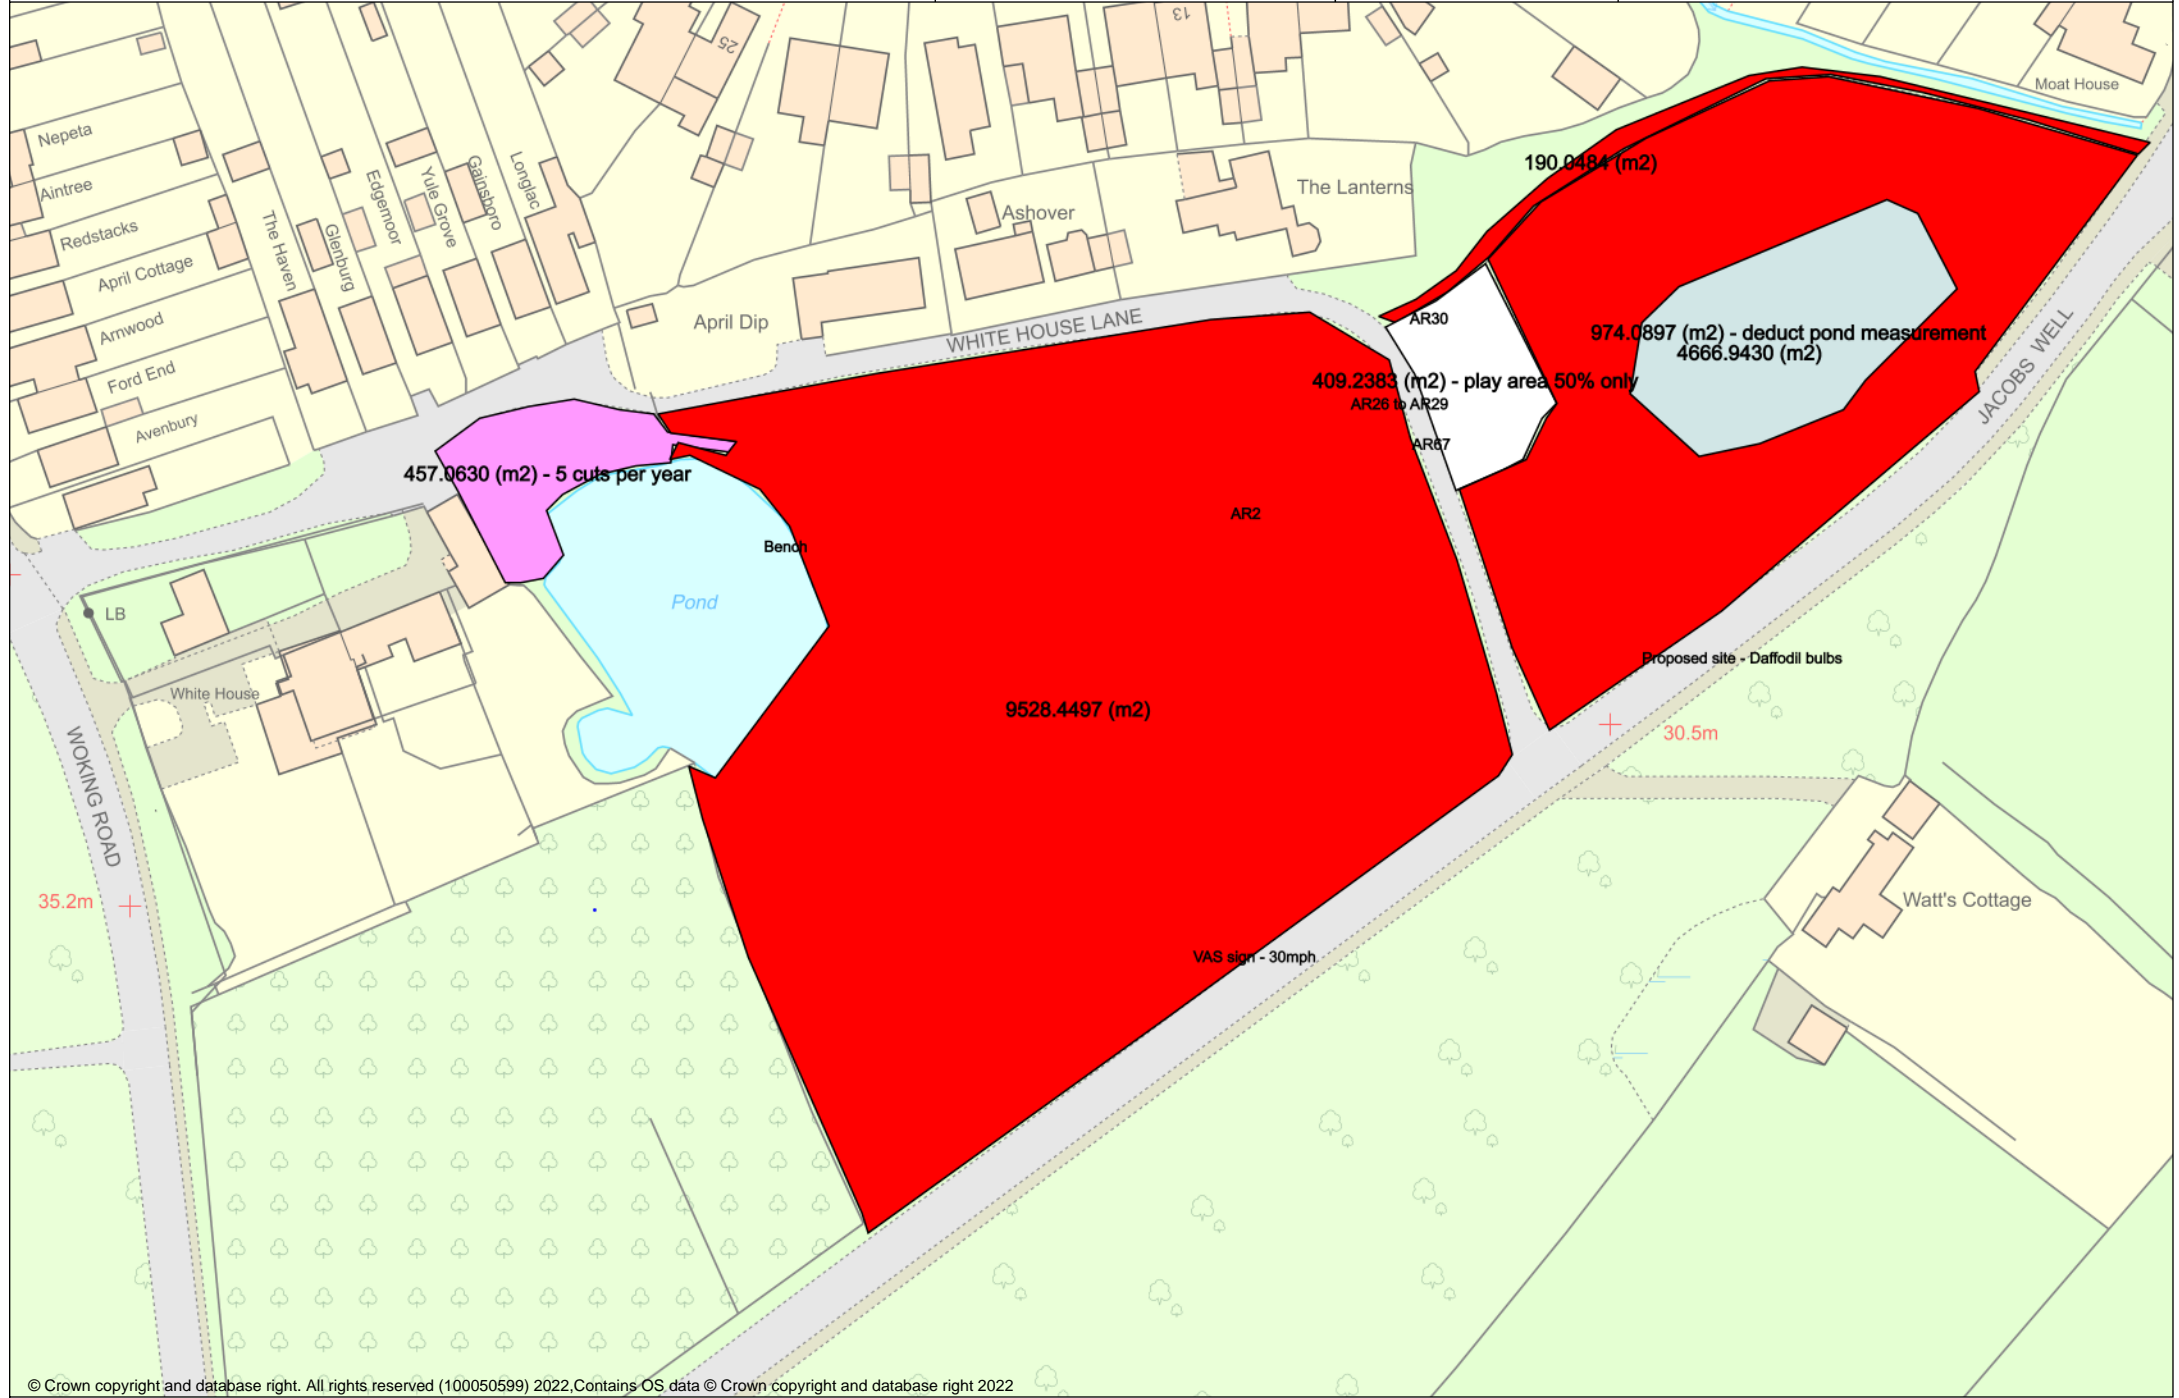 25
13
Moat House
Nepeta
Aintree
Redstacks
April Cottage
Arnwood
Ford End
Avenbury
The Haven
Glenburg
Edgemoor
Yule Grove
Gainsboro
Longlac
April Dip
Ashover
The Lanterns
WHITE HOUSE LANE
190.0484 (m2)
AR30
974.0897 (m2) - deduct pond measurement
4666.9430 (m2)
409.2383 (m2) - play area 50% only
AR26 to AR29
AR67
JACOBS WELL
457.0630 (m2) - 5 cuts per year
AR2
Bench
Pond
LB
White House
WOKING ROAD
Proposed site - Daffodil bulbs
9528.4497 (m2)
30.5m
35.2m
Watt's Cottage
VAS sign - 30mph
© Crown copyright and database right. All rights reserved (100050599) 2022,Contains OS data © Crown copyright and database right 2022